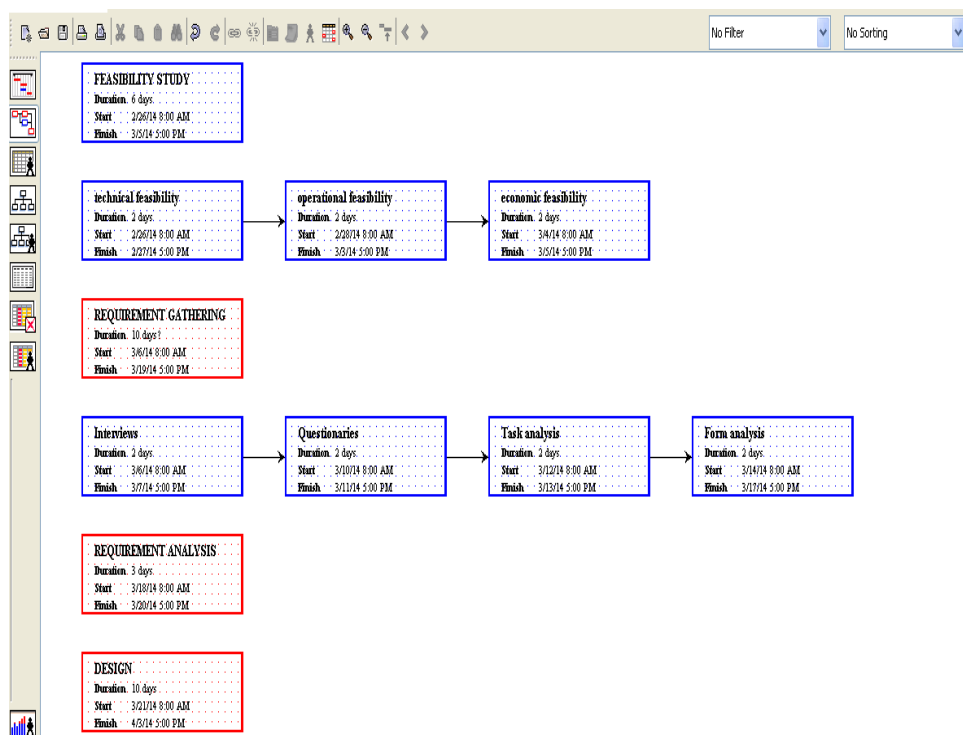 No Filter
No Sorting
FEASIBILITY STUDY
Duration. 6 days.
Start 2/26/14 8:00 AM
Finish 3/5/14 5:00 PM
technical feasibility
Duration. 2 days.
Start 2/26/14 8:00 AM
Finish 2/27/14 5:00 PM
operational feasibility
Duration. 2 days.
Start 2/28/14 8:00 AM
Finish 3/3/14 5:00 PM
economic feasibility
Duration. 2 days.
Start 3/4/14 8:00 AM
Finish 3/5/14 5:00 PM
REQUIREMENT GATHERING
Duration. 10 days?
Start 3/6/14 8:00 AM
Finish 3/19/14 5:00 PM
Interviews
Duration. 2 days.
Start 3/6/14 8:00 AM
Finish 3/7/14 5:00 PM
Questionaries
Duration. 2 days.
Start 3/10/14 8:00 AM
Finish 3/11/14 5:00 PM
Task analysis
Duration. 2 days.
Start 3/12/14 8:00 AM
Finish 3/13/14 5:00 PM
Form analysis
Duration. 2 days.
Start 3/14/14 8:00 AM
Finish 3/17/14 5:00 PM
REQUIREMENT ANALYSIS
Duration. 3 days
Start 3/18/14 8:00 AM
Finish 3/20/14 5:00 PM
DESIGN
Duration. 10 days
Start 3/21/14 8:00 AM
Finish 4/3/14 5:00 PM